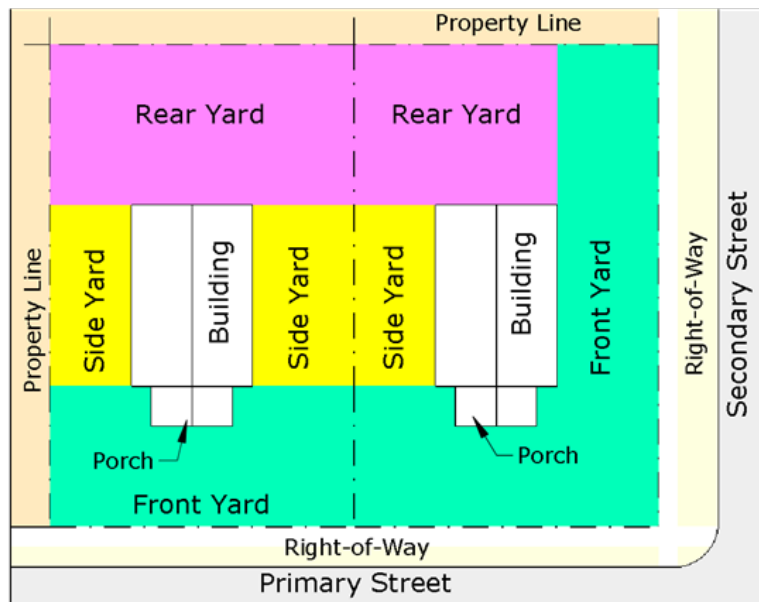 Property Line
Rear Yard
Rear Yard
Property Line
Side Yard
Building
Side Yard
Side Yard
Building
Front Yard
Right-of-Way
Secondary Street
Porch
Porch
Front Yard
Right-of-Way
Primary Street